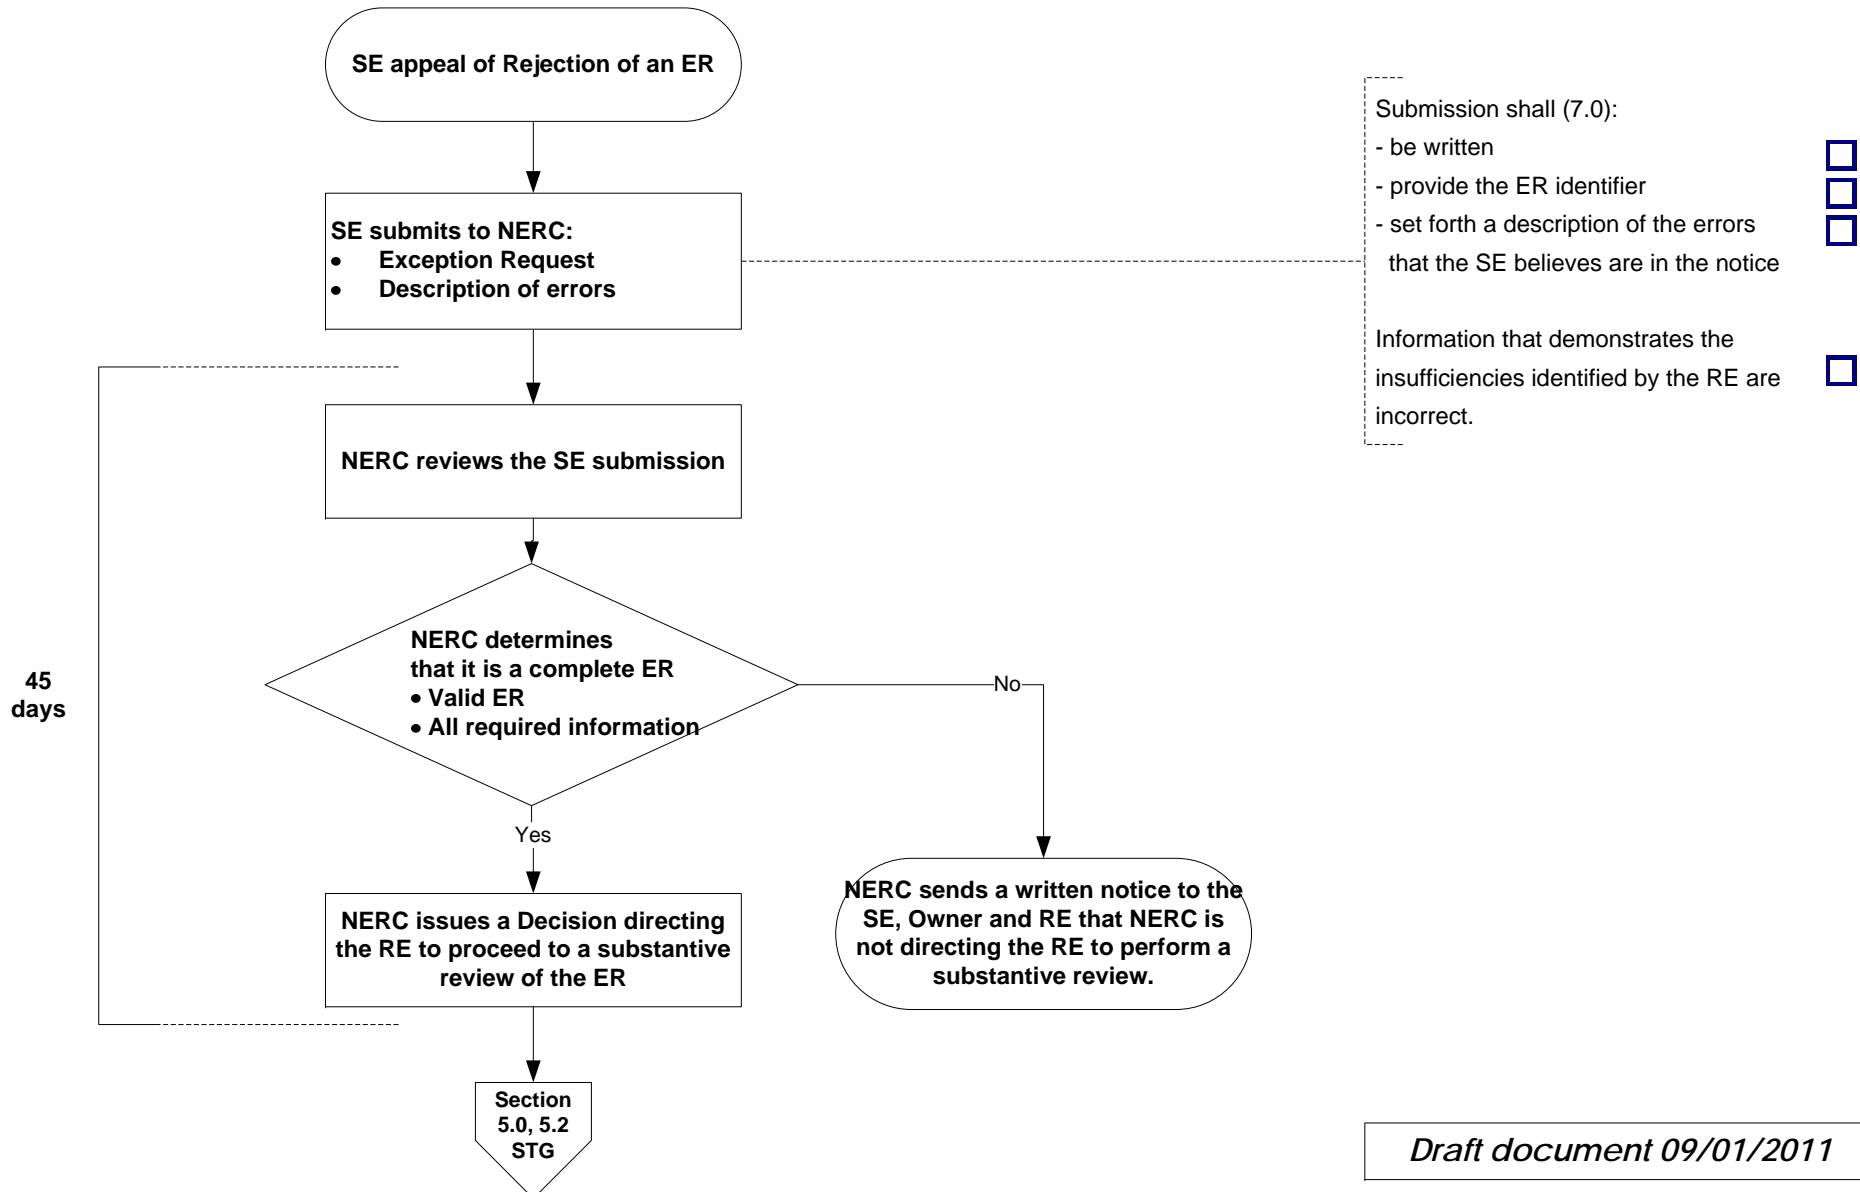 SE appeal of Rejection of an ER
SE submits to NERC:
• Exception Request
• Description of errors
Submission shall (7.0):
- be written
- provide the ER identifier
- set forth a description of the errors
that the SE believes are in the notice
Information that demonstrates the
insufficiencies identified by the RE are
incorrect.
NERC reviews the SE submission
45
days
NERC determines
that it is a complete ER
• Valid ER
• All required information
No
Yes
NERC issues a Decision directing
the RE to proceed to a substantive
review of the ER
NERC sends a written notice to the
SE, Owner and RE that NERC is
not directing the RE to perform a
substantive review.
Section
5.0, 5.2
STG
Draft document 09/01/2011